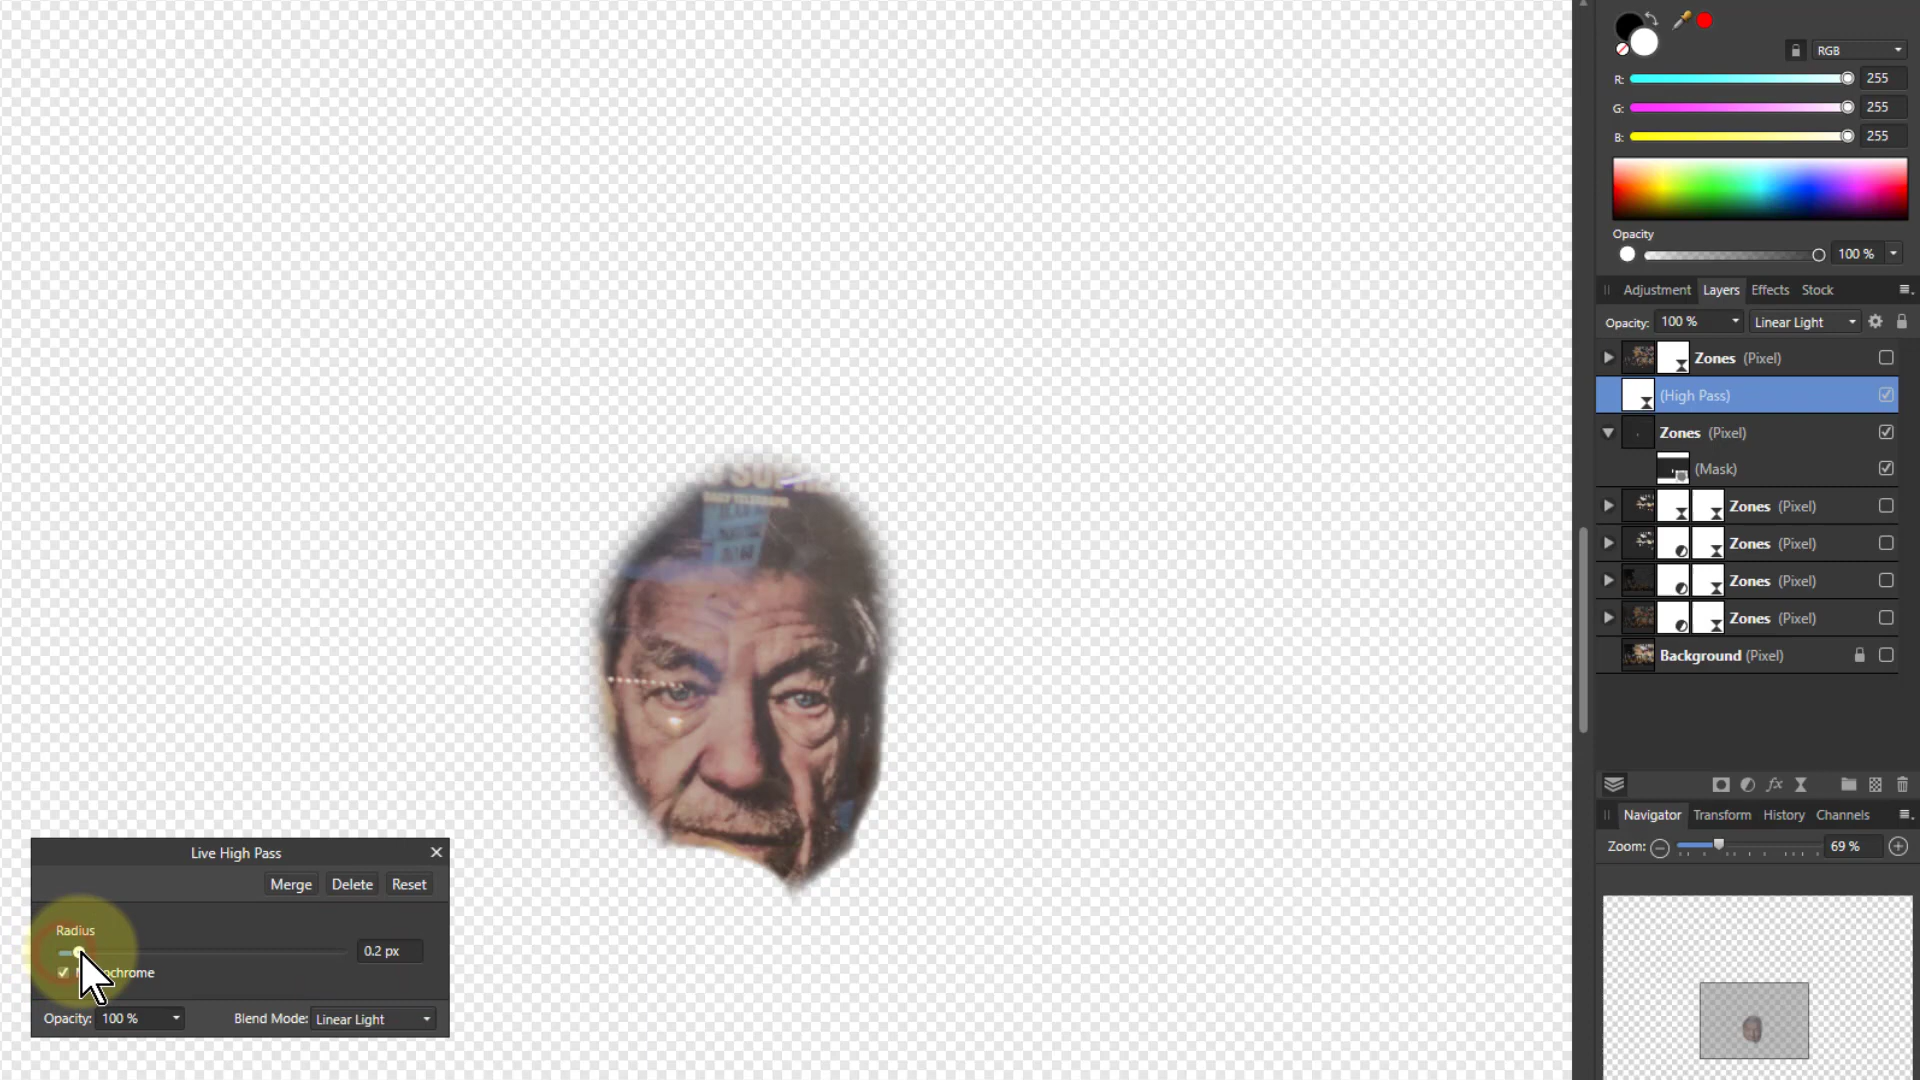 RGB
R: 255
G: 255
B: 255
Opacity
100 %
Adjustment Layers Effects Stock
Opacity: 100 % Linear Light
Zones (Pixel)
(High Pass)
Zones (Pixel)
(Mask)
Zones (Pixel)
Zones (Pixel)
Zones (Pixel)
Zones (Pixel)
Background (Pixel)
fx
Navigator Transform History Channels
Zoom: 69 %
Live High Pass
Merge Delete Reset
Radius
0.2 px
Opacity: 100 % Blend Mode: Linear Light